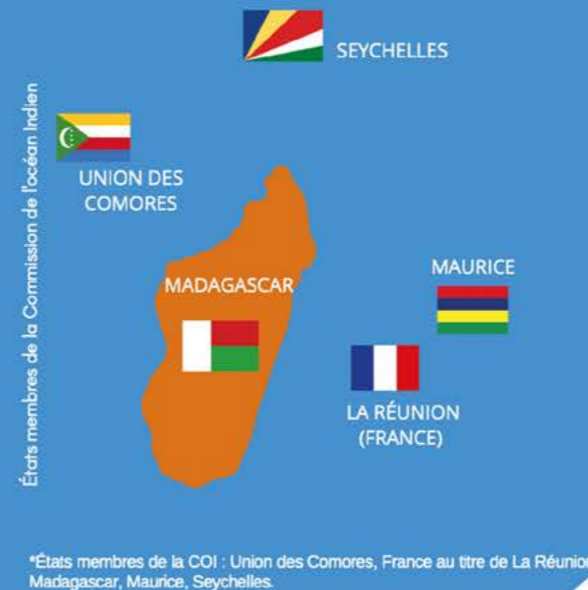 SEYCHELLES
États membres de la Commission de l'océan Indien
UNION DES
COMORES
MADAGASCAR
MAURICE
LA RÉUNION
(FRANCE)
*États membres de la COI : Union des Comores, France au titre de La Réunion
Madagascar, Maurice, Seychelles.